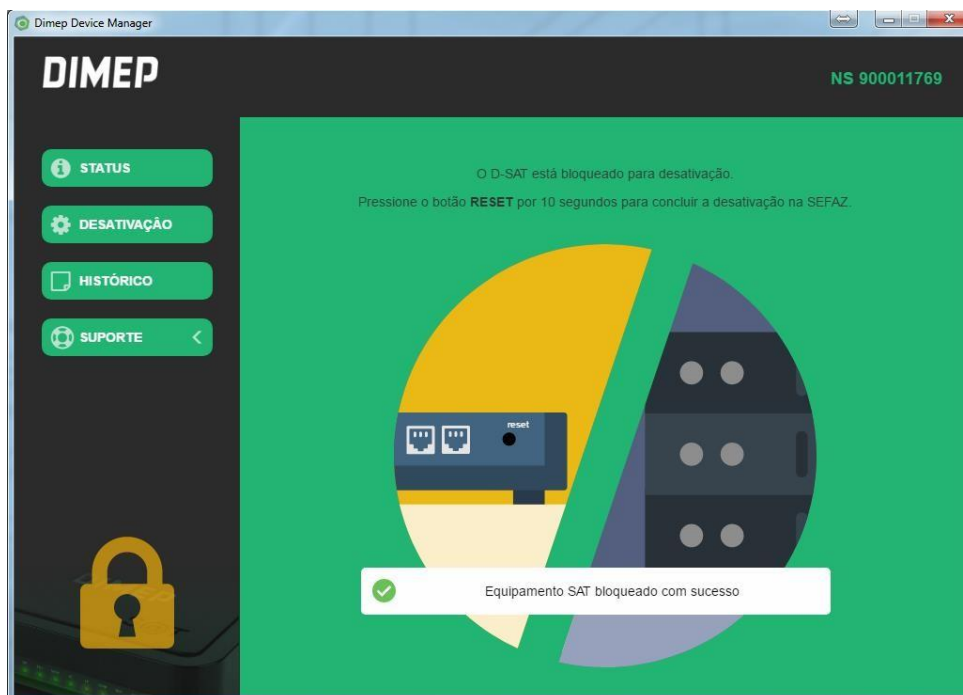 Dimep Device Manager
DIMEP
NS 900011769
STATUS
DESATIVAÇÃO
HISTÓRICO
SUPORTE
O D-SAT está bloqueado para desativação.
Pressione o botão RESET por 10 segundos para concluir a desativação na SEFAZ.
reset
Equipamento SAT bloqueado com sucesso